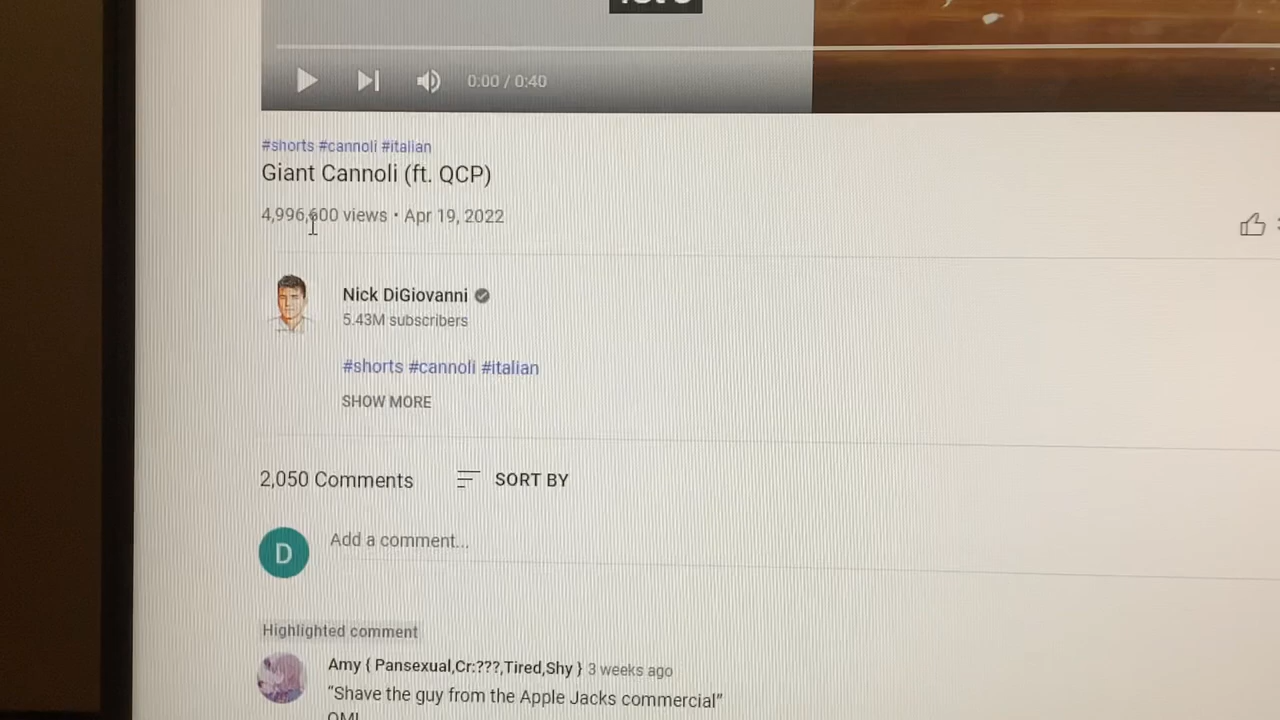 0:00 / 0:40
#shorts #cannoli #italian
Giant Cannoli (ft. QCP)
4,996,600 views • Apr 19, 2022
Nick DiGiovanni
5.43M subscribers
#shorts #cannoli #italian
SHOW MORE
2,050 Comments SORT BY
D
Add a comment...
Highlighted comment
Amy { Pansexual,Cr:???,Tired,Shy } 3 weeks ago
“Shave the guy from the Apple Jacks commercial”